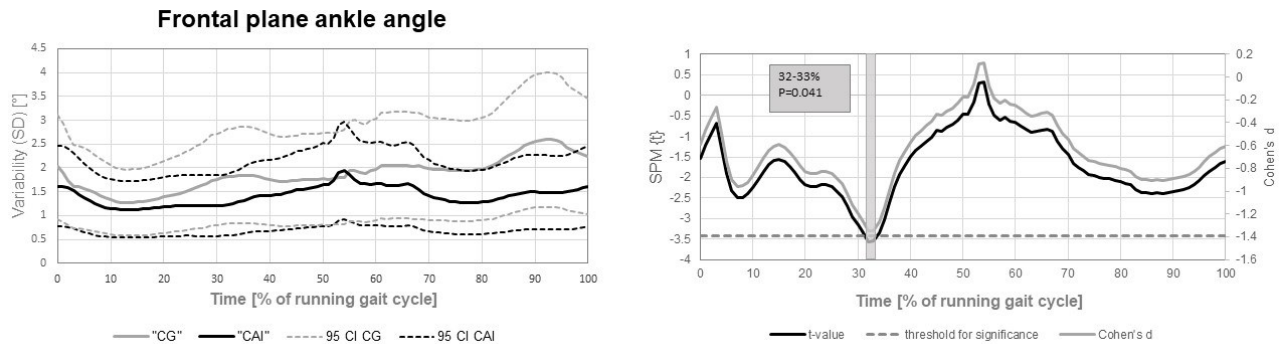 Frontal plane ankle angle
Variability (SD) [°]
4.5
4
3.5
3
2.5
2
1.5
1
0.5
0
0 10 20 30 40 50 60 70 80 90 100
Time [% of running gait cycle]
"CG" "CAI" 95 CI CG 95 CI CAI
SPM {t}
1
0.5
-0
-0.5
-1
-1.5
-2
-2.5
-3
-3.5
-4
32-33%
P=0.041
0.2
0
-0.2
-0.4
-0.6
-0.8
-1
-1.2
-1.4
-1.6
Cohen's d
0 10 20 30 40 50 60 70 80 90 100
Time [% of running gait cycle]
t-value threshold for significance Cohen's d